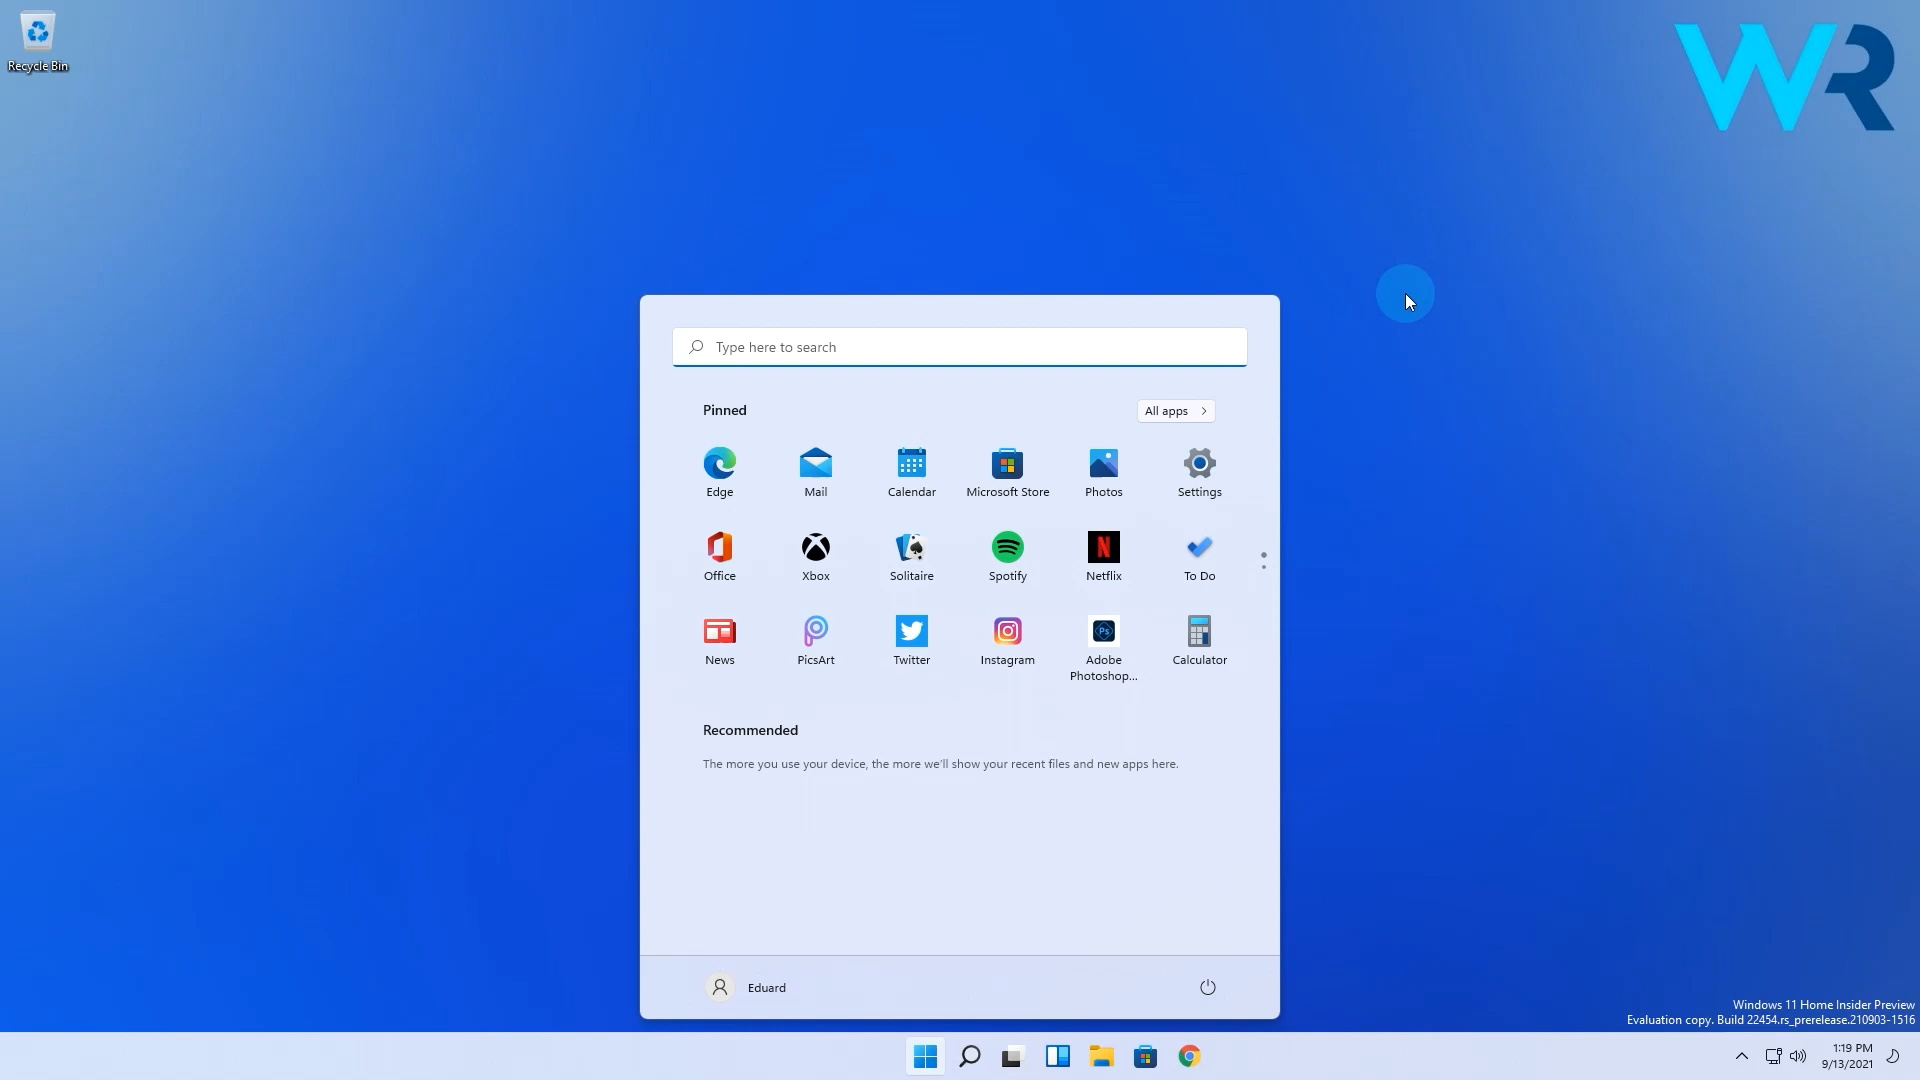 Recycle Bin
WR
Type here to search
Pinned
All apps
Edge
Mail
Calendar
Microsoft Store
Photos
Settings
Office
Xbox
Solitaire
Spotify
Netflix
To Do
News
PicsArt
Twitter
Instagram
Ps
Adobe
Photoshop...
Calculator
Recommended
The more you use your device, the more we'll show your recent files and new apps here.
Eduard
Windows 11 Home Insider Preview
Evaluation copy. Build 22454.rs_prerelease.210903-1516
1:19 PM
9/13/2021